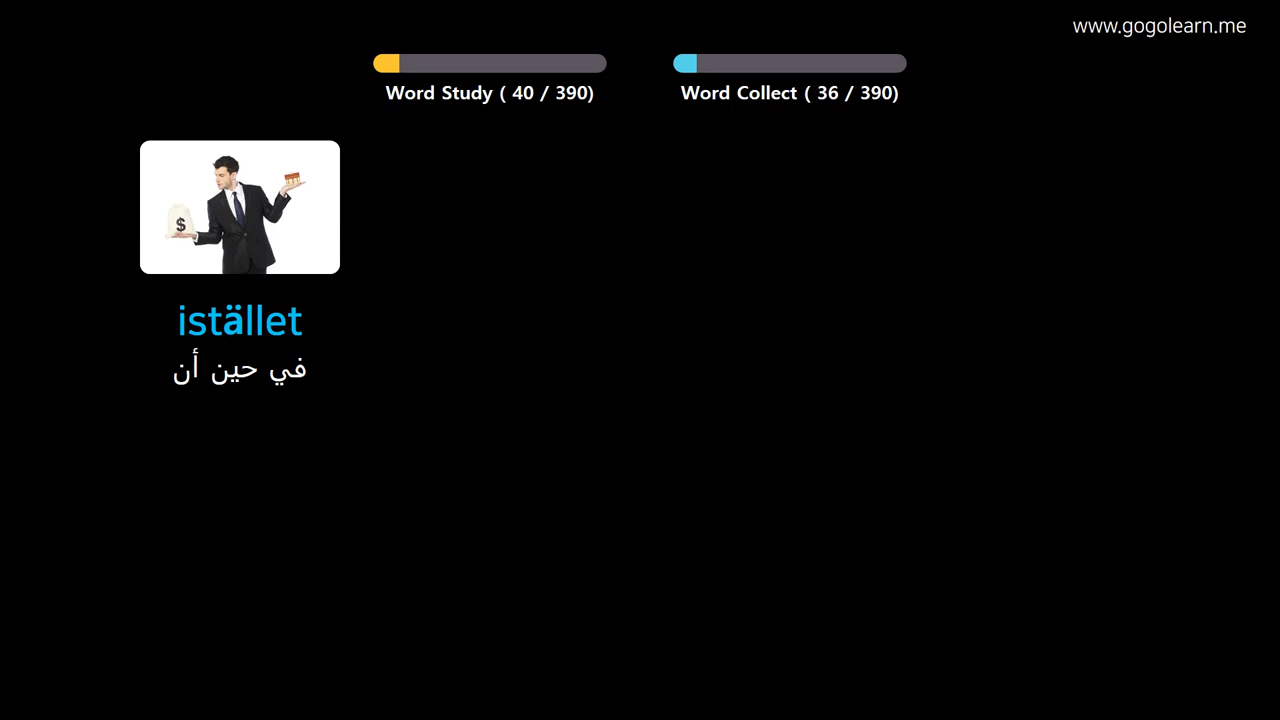 www.gogolearn.me
Word Study ( 40 / 390)
Word Collect ( 36 / 390)
$
istället
في حين أن